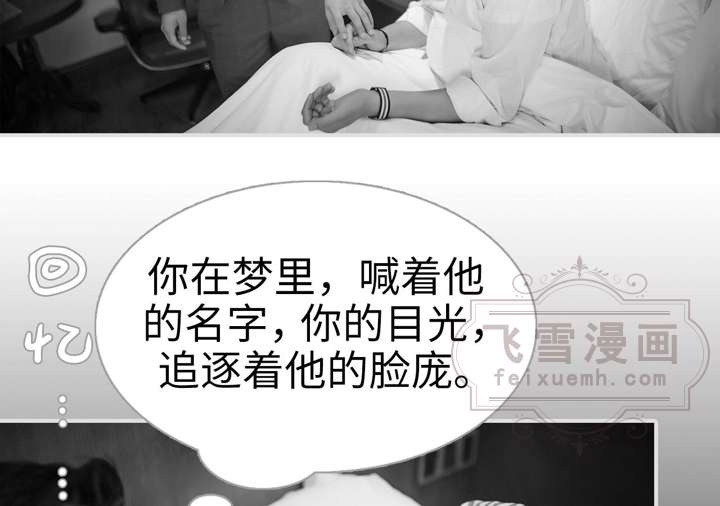 回忆……
你在梦里，喊着他
的名字，你的目光，
追逐着他的脸庞。
飞雪漫画
feixuemh.com